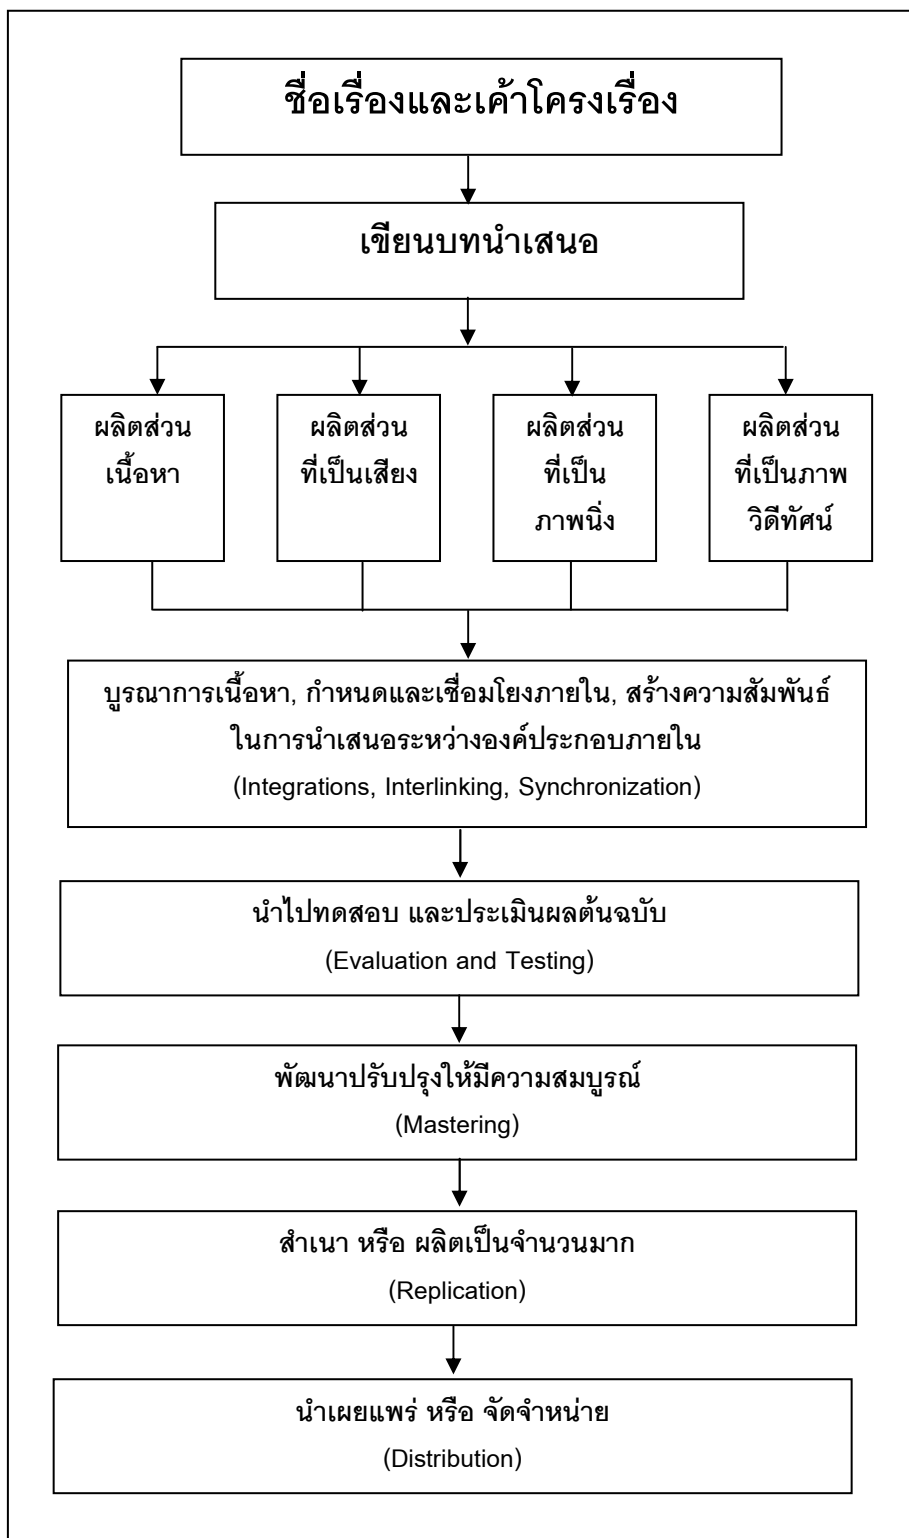 ชื่อเรื่องและเค้าโครงเรื่อง
เขียนบทนำเสนอ
ผลิตส่วน
เนื้อหา
ผลิตส่วน
ที่เป็นเสียง
ผลิตส่วน
ที่เป็น
ภาพนิ่ง
ผลิตส่วน
ที่เป็นภาพ
วิดีทัศน์
บูรณาการเนื้อหา, กำหนดและเชื่อมโยงภายใน, สร้างความสัมพันธ์
ในการนำเสนอระหว่างองค์ประกอบภายใน
(Integrations, Interlinking, Synchronization)
นำไปทดสอบ และประเมินผลต้นฉบับ
(Evaluation and Testing)
พัฒนาปรับปรุงให้มีความสมบูรณ์
(Mastering)
สำเนา หรือ ผลิตเป็นจำนวนมาก
(Replication)
นำเผยแพร่ หรือ จัดจำหน่าย
(Distribution)